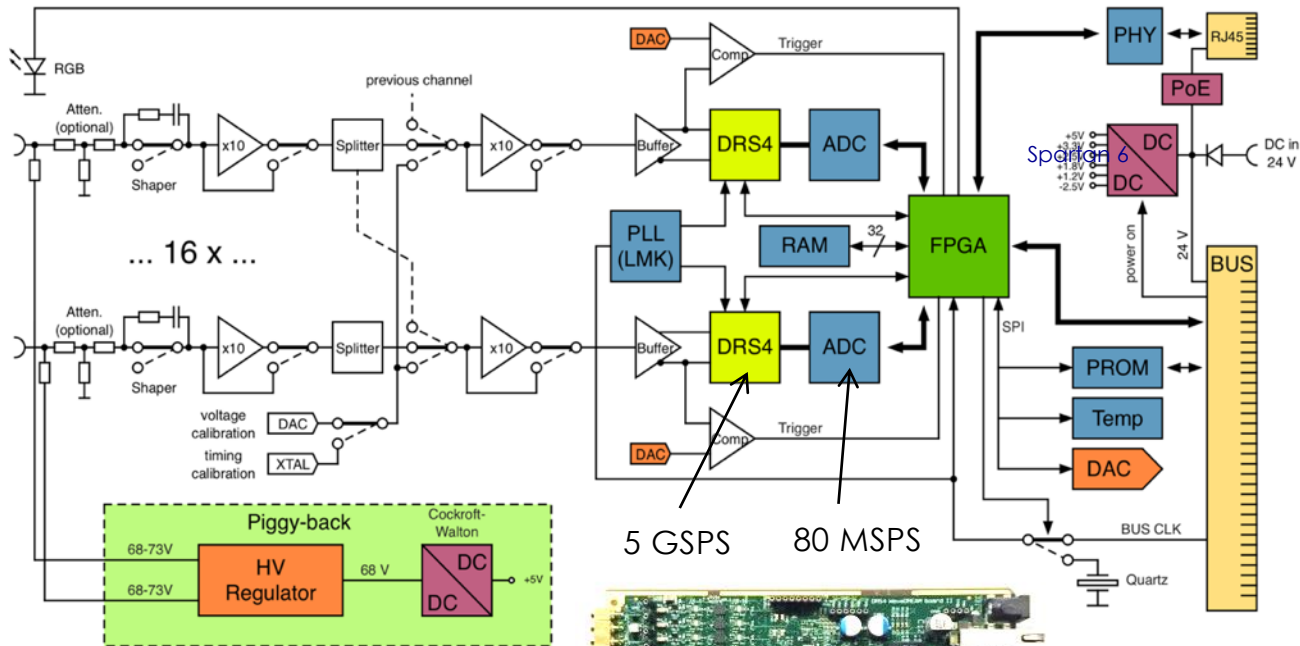 RGB
Atten.
(optional)
Shaper
x10
previous channel
Splitter
x10
Buffer
DAC
Comp
Trigger
DRS4
ADC
PHY
RJ45
PoE
+5V
+3.3V
+1.8V
+1.2V
-2.5V
Spartan 6
DC
DC
DC in
24 V
... 16 x ...
PLL
(LMK)
RAM
32
FPGA
power on
24 V
BUS
Atten.
(optional)
Shaper
x10
Splitter
x10
Buffer
DRS4
ADC
SPI
PROM
Temp
DAC
voltage
calibration
DAC
timing
calibration
XTAL
DAC
Comp
Trigger
5 GSPS
80 MSPS
BUS CLK
Quartz
Piggy-back
Cockroft-
Walton
68-73V
68-73V
HV
Regulator
68 V
DC
DC
+5V